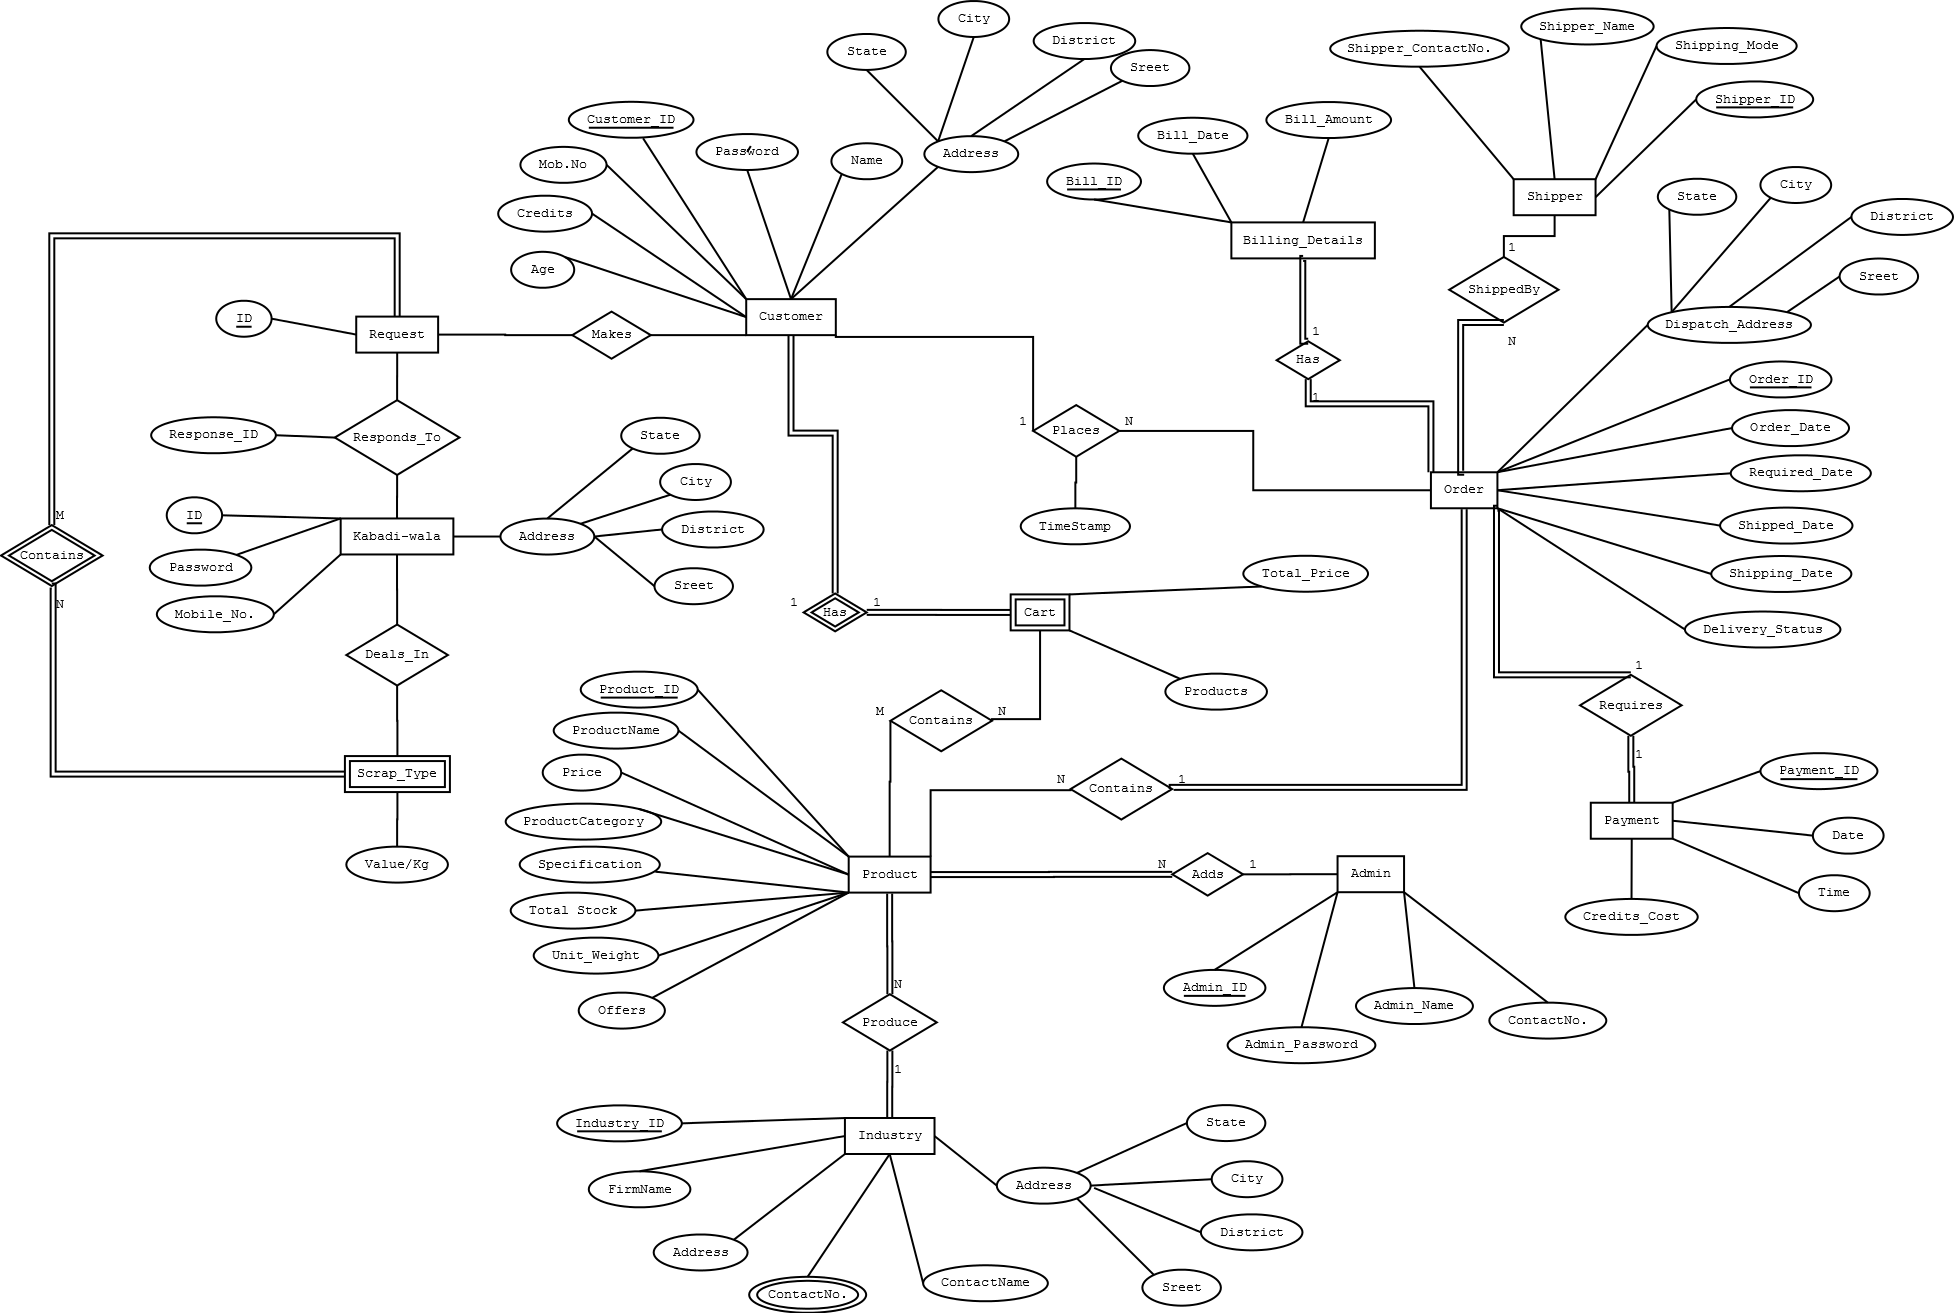 City
Shipper_Name
District
Shipping_Mode
Shipper_ContactNo.
State
Sreet
Shipper_ID
Customer_ID
Bill_Amount
Bill_Date
Password
Address
Name
Mob.No
Bill_ID
City
State
Shipper
Credits
District
Billing_Details
1
Age
Sreet
ShippedBy
ID
Customer
Dispatch_Address
Request
Makes
1
N
Has
Order_ID
1
1
N
Places
Order_Date
Response_ID
Responds_To
State
Required_Date
City
Order
ID
M
Shipped_Date
TimeStamp
District
Kabadi-wala
Address
Contains
Password
Total_Price
Shipping_Date
Sreet
N
1
1
Has
Cart
Mobile_No.
Delivery_Status
Deals_In
1
Product_ID
Products
Requires
M
N
Contains
ProductName
1
Scrap_Type
Price
Payment_ID
N
1
Contains
ProductCategory
Payment
Date
Value/Kg
Specification
N
1
Product
Adds
Admin
Time
Total Stock
Credits_Cost
Unit_Weight
N
Admin_ID
Offers
Admin_Name
Produce
ContactNo.
Admin_Password
1
Industry_ID
State
Industry
City
FirmName
Address
District
Address
ContactName
Sreet
ContactNo.